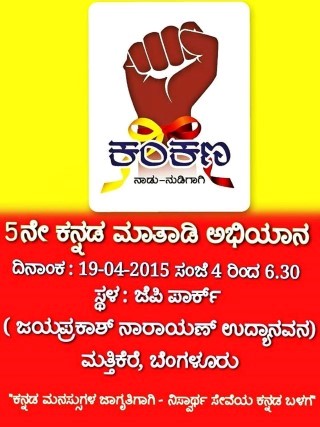 ಕಂಕಣ
ನಾಡು-ನುಡಿಗಾಗಿ
5ನೇ ಕನ್ನಡ ಮಾತಾಡಿ ಅಭಿಯಾನ
ದಿನಾಂಕ : 19-04-2015 ಸಂಜೆ 4 ರಿಂದ 6.30
ಸ್ಥಳ : ಜೆಪಿ ಪಾರ್ಕ್
( ಜಯಪ್ರಕಾಶ್ ನಾರಾಯಣ್ ಉದ್ಯಾನವನ)
ಮತ್ತಿಕೆರೆ, ಬೆಂಗಳೂರು
"ಕನ್ನಡ ಮನಸ್ಸುಗಳ ಜಾಗೃತಿಗಾಗಿ - ನಿಸ್ವಾರ್ಥ ಸೇವೆಯ ಕನ್ನಡ ಬಳಗ"